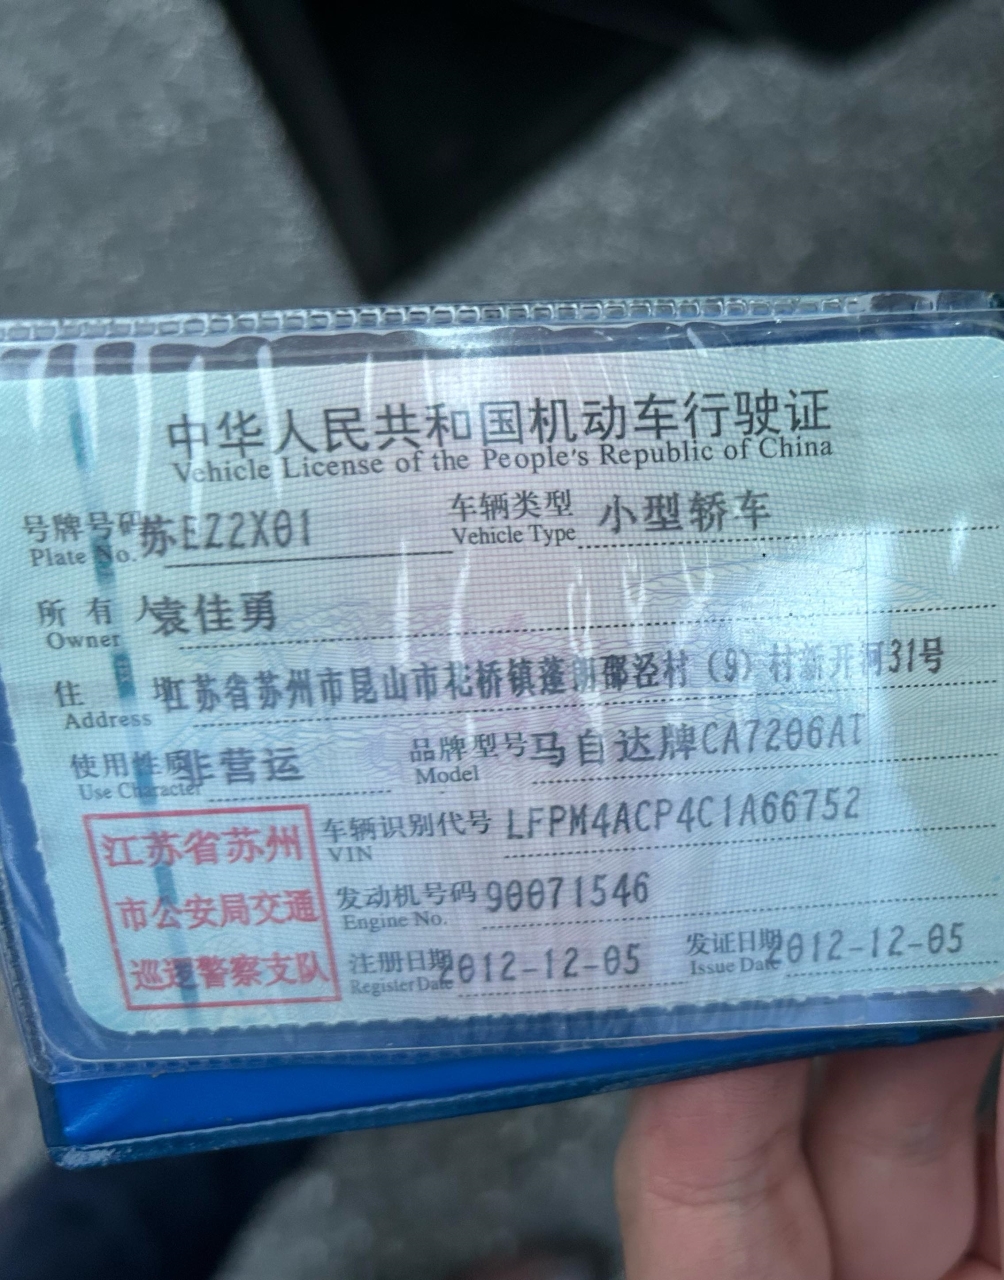 中华人民共和国机动车行驶证
Vehicle License of the People's Republic of China
号牌号码 苏EZ2X01 车辆类型 小型轿车
Plate No. Vehicle Type
所有人 袁佳勇
Owner
住址 江苏省苏州市昆山市花桥镇蓬朗邵泾村（9）村新开河31号
Address
使用性质 非营运 品牌型号 马自达牌CA7206AT
Use Character Model
江苏省苏州
市公安局交通
巡逻警察支队
车辆识别代号 LFPM4ACP4C1A66752
VIN
发动机号码 90071546
Engine No.
注册日期 2012-12-05 发证日期 2012-12-05
Register Date Issue Date